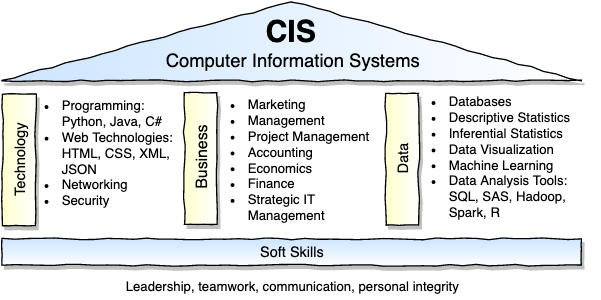 CIS
Computer Information Systems
Technology
• Programming:
Python, Java, C#
• Web Technologies:
HTML, CSS, XML,
JSON
• Networking
• Security
Business
• Marketing
• Management
• Project Management
• Accounting
• Economics
• Finance
• Strategic IT
Management
Data
• Databases
• Descriptive Statistics
• Inferential Statistics
• Data Visualization
• Machine Learning
• Data Analysis Tools:
SQL, SAS, Hadoop,
Spark, R
Soft Skills
Leadership, teamwork, communication, personal integrity